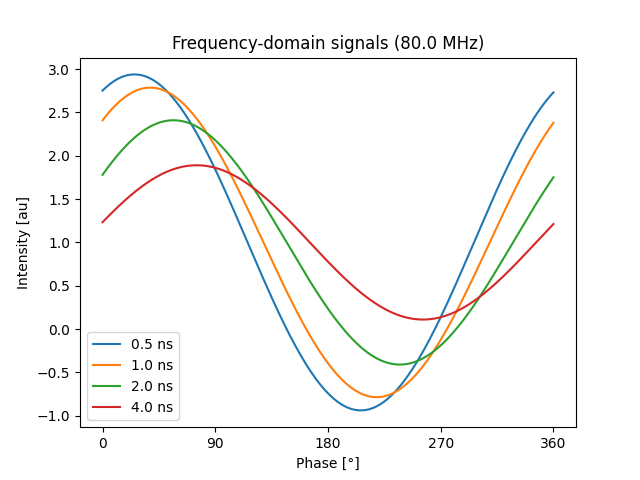 Frequency-domain signals (80.0 MHz)
Intensity [au]
3.0
2.5
2.0
1.5
1.0
0.5
0.0
−0.5
−1.0
0.5 ns
1.0 ns
2.0 ns
4.0 ns
0 90 180 270 360
Phase [°]